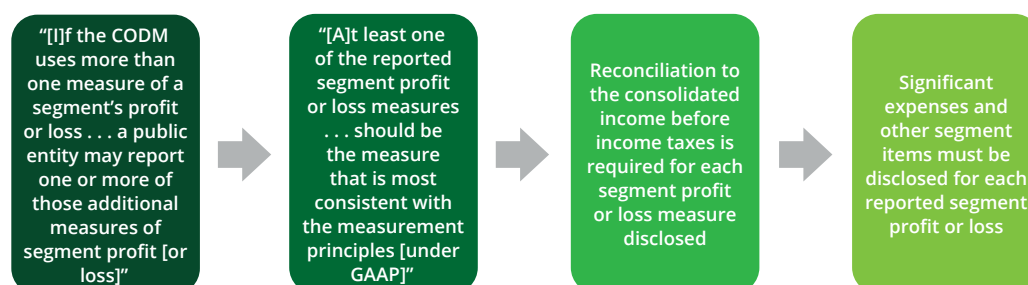 “[I]f the CODM
uses more than
one measure of a
segment’s profit
or loss . . . a public
entity may report
one or more of
those additional
measures of
segment profit [or
loss]”
“[A]t least one
of the reported
segment profit
or loss measures
. . . should be
the measure
that is most
consistent with
the measurement
principles [under
GAAP]”
Reconciliation to
the consolidated
income before
income taxes is
required for each
segment profit
or loss measure
disclosed
Significant
expenses and
other segment
items must be
disclosed for each
reported segment
profit or loss